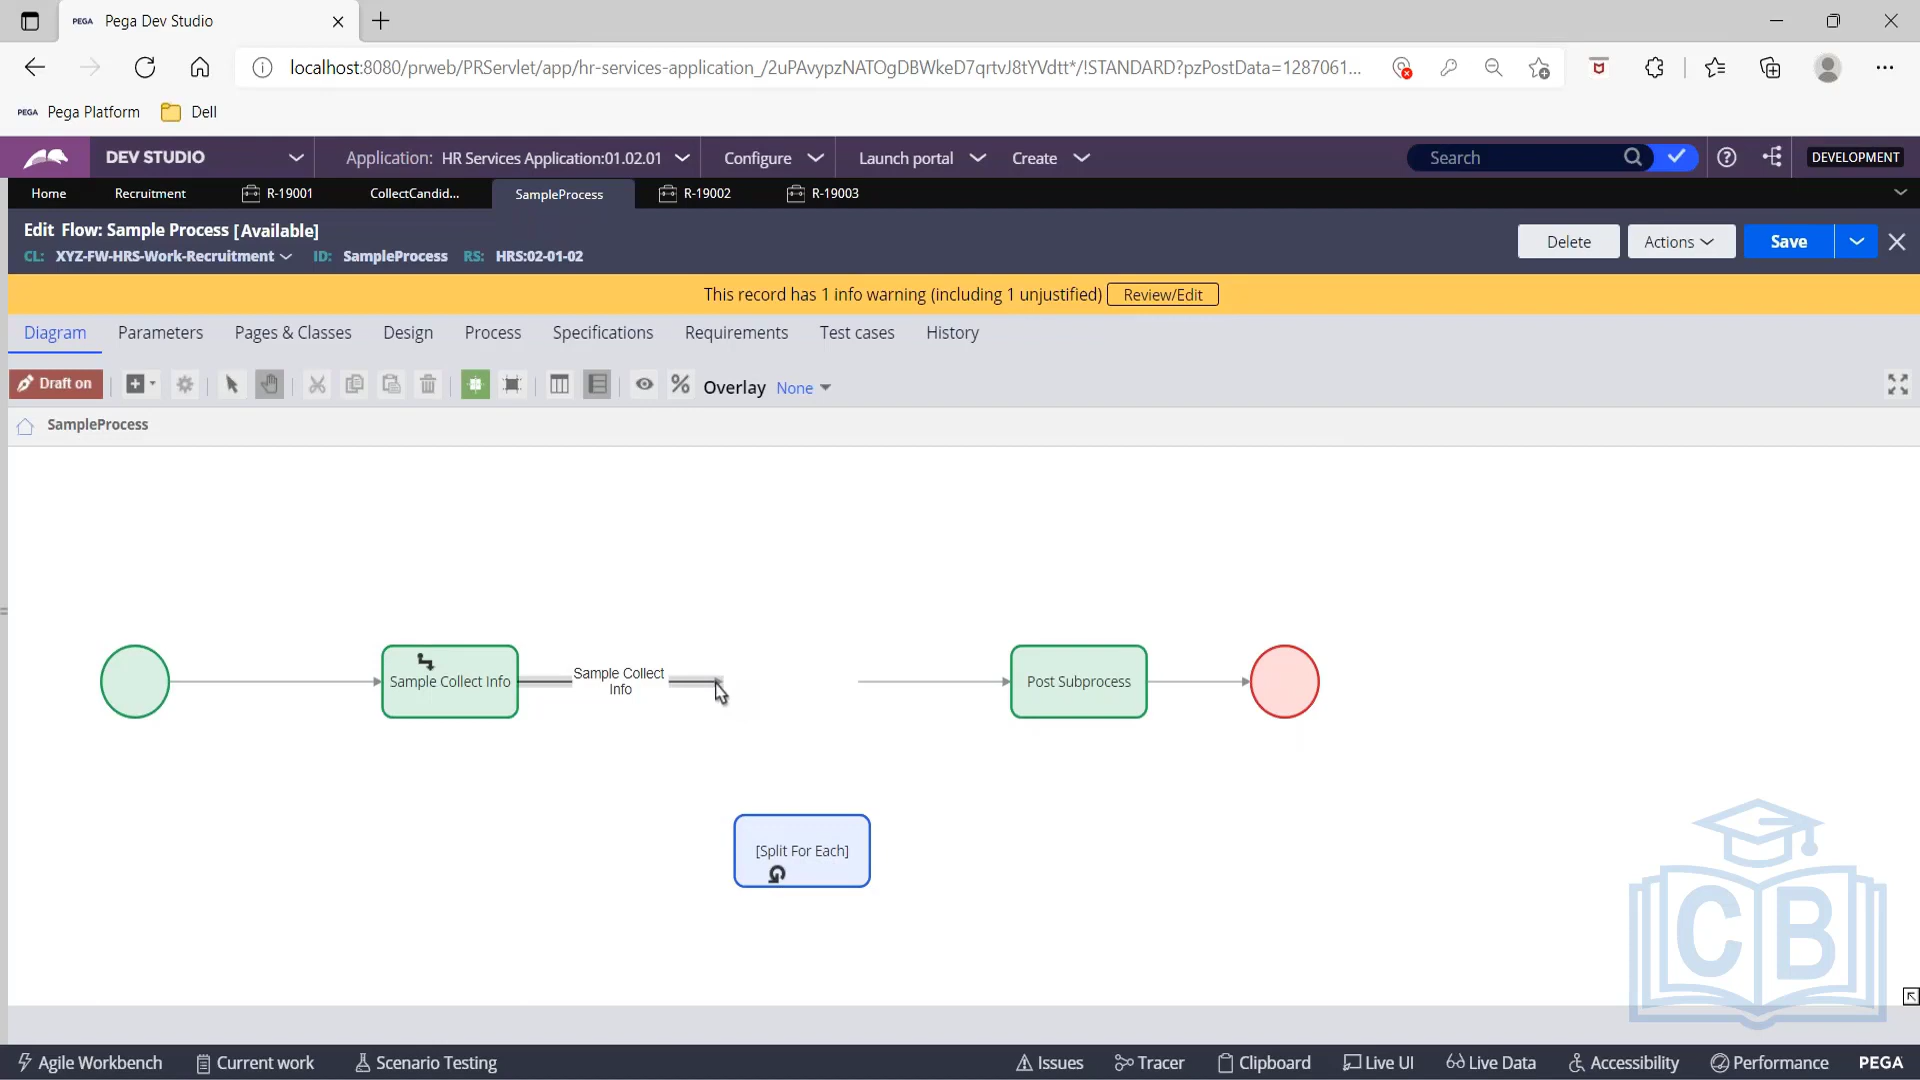 PEGA Pega Dev Studio
localhost:8080/prweb/PRServlet/app/hr-services-application_/2uPAvypzNATOgDBWkeD7qrtvJ8tYVdtt*/!STANDARD?pzPostData=1287061...
PEGA Pega Platform Dell
DEV STUDIO Application: HR Services Application:01.02.01 Configure Launch portal Create Search DEVELOPMENT
Home Recruitment R-19001 CollectCandid... SampleProcess R-19002 R-19003
Edit Flow: Sample Process [Available]
CL: XYZ-FW-HRS-Work-Recruitment ID: SampleProcess RS: HRS:02-01-02
Delete Actions Save
This record has 1 info warning (including 1 unjustified) Review/Edit
Diagram Parameters Pages & Classes Design Process Specifications Requirements Test cases History
Draft on Overlay None
SampleProcess
Sample Collect Info
Sample Collect
Info
Post Subprocess
[Split For Each]
CB
Agile Workbench Current work Scenario Testing Issues Tracer Clipboard Live UI Live Data Accessibility Performance PEGA